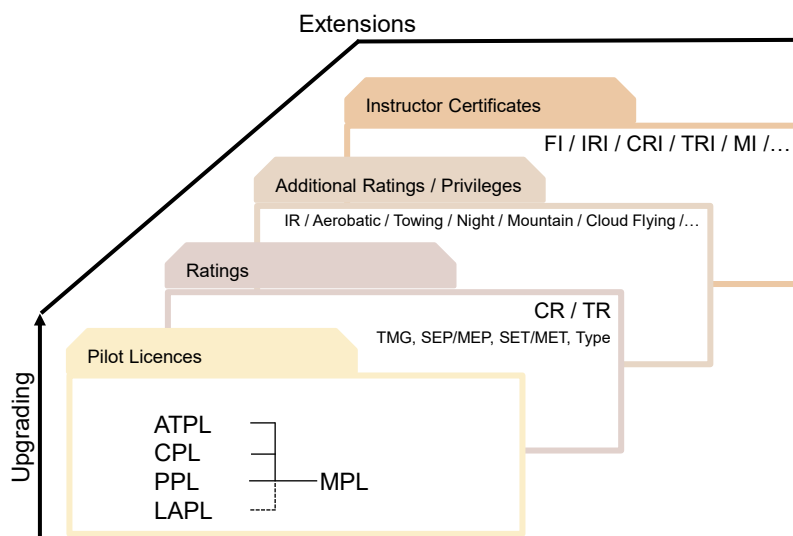 Extensions
Instructor Certificates
FI / IRI / CRI / TRI / MI /…
Additional Ratings / Privileges
IR / Aerobatic / Towing / Night / Mountain / Cloud Flying /…
Ratings
CR / TR
TMG, SEP/MEP, SET/MET, Type
Pilot Licences
Upgrading
ATPL
CPL
PPL
MPL
LAPL